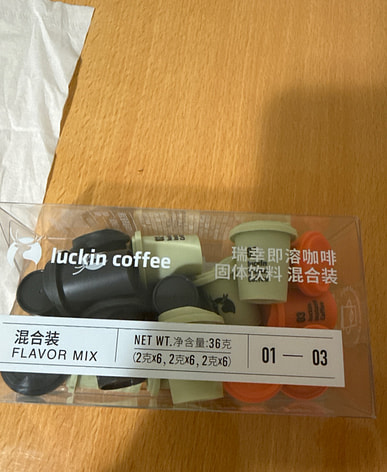 luckin coffee
瑞幸即溶咖啡
固体饮料 混合装
混合装
FLAVOR MIX
NET WT.净含量:36克
(2克X6, 2克X6, 2克X6)
01 — 03